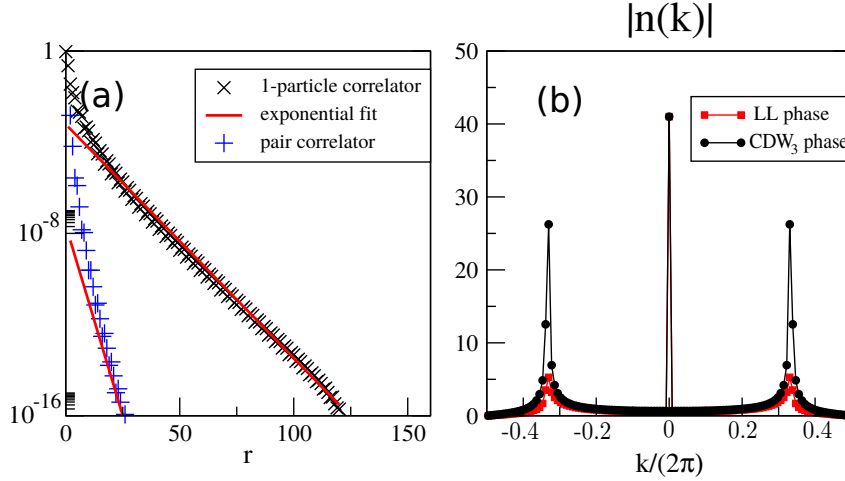 |n(k)|
1
10^-8
10^-16
0
50
100
150
r
(a)
1-particle correlator
exponential fit
pair correlator
50
40
30
20
10
0
-0.4
-0.2
0
0.2
0.4
k/(2π)
(b)
LL phase
CDW₃ phase